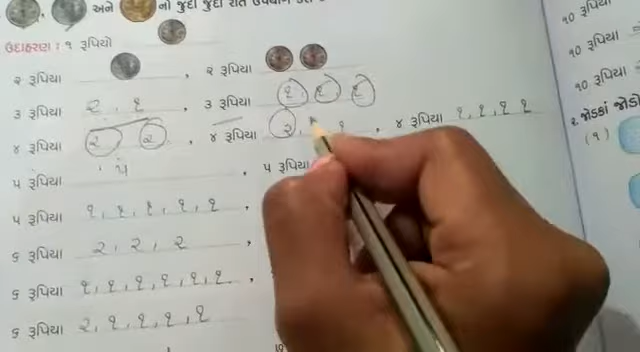 અને નો જુદી જુદી રીતે ઉપયોગ
ઉદાહરણ : ૧ રૂપિયો
૨ રૂપિયા , ૨ રૂપિયા
૩ રૂપિયા ૨, ૧ , ૩ રૂપિયા ૧, ૧, ૧
૪ રૂપિયા ૨ ૨ , ૪ રૂપિયા ૨, ૧ , ૪ રૂપિયા ૧, ૧, ૧ ૧
૫ રૂપિયા ૫ , ૫ રૂપિયા
૫ રૂપિયા ૧, ૧, ૧, ૧, ૧ ,
૬ રૂપિયા ૨, ૨, ૨ ,
૬ રૂપિયા ૧, ૧, ૧, ૧, ૧, ૧ ,
૬ રૂપિયા ૨, ૧, ૧, ૧, ૧
૧૦ રૂપિયા
૧૦ રૂપિયા
૧૦ રૂપિયા
૨. જોડકાં જોડો
(૧)